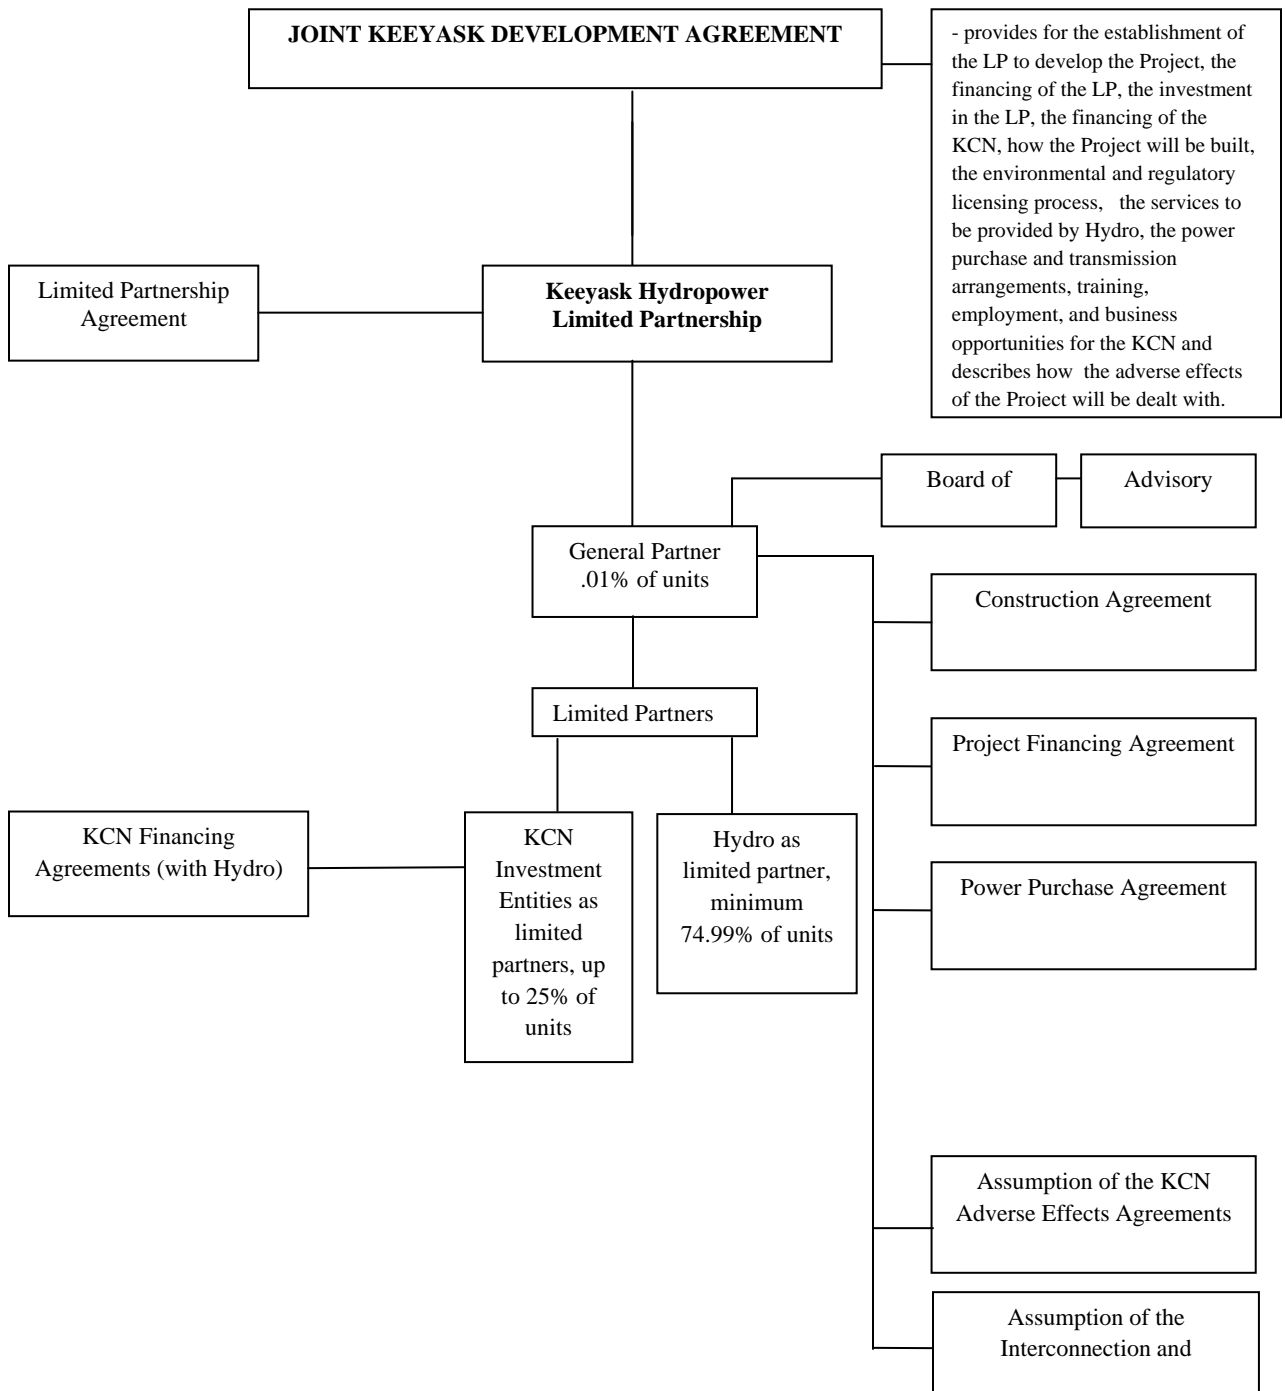 JOINT KEEYASK DEVELOPMENT AGREEMENT
- provides for the establishment of
the LP to develop the Project, the
financing of the LP, the investment
in the LP, the financing of the
KCN, how the Project will be built,
the environmental and regulatory
licensing process, the services to
be provided by Hydro, the power
purchase and transmission
arrangements, training,
employment, and business
opportunities for the KCN and
describes how the adverse effects
of the Project will be dealt with.
Limited Partnership
Agreement
Keeyask Hydropower
Limited Partnership
Board of
Advisory
General Partner
.01% of units
Construction Agreement
Limited Partners
Project Financing Agreement
KCN Financing
Agreements (with Hydro)
KCN
Investment
Entities as
limited
partners, up
to 25% of
units
Hydro as
limited partner,
minimum
74.99% of units
Power Purchase Agreement
Assumption of the KCN
Adverse Effects Agreements
Assumption of the
Interconnection and